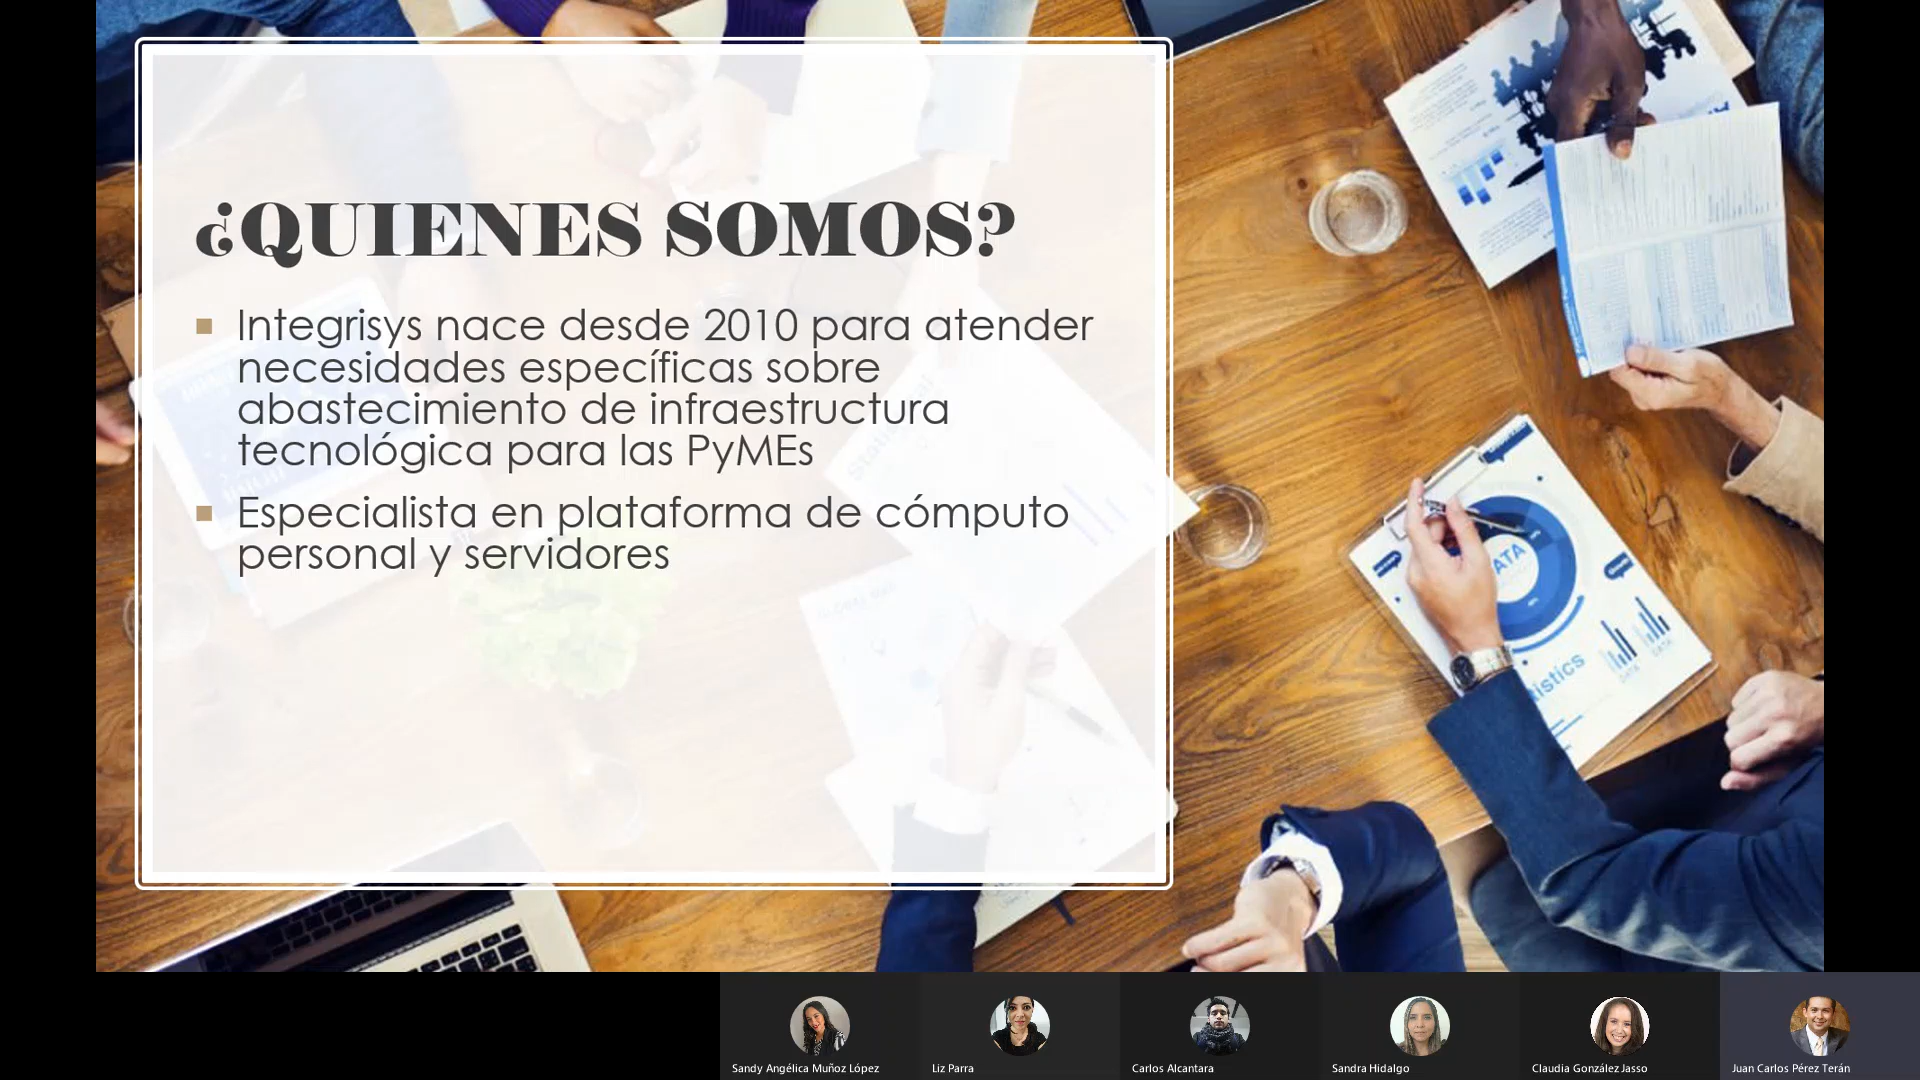 ¿QUIENES SOMOS?
Integrisys nace desde 2010 para atender
necesidades específicas sobre
abastecimiento de infraestructura
tecnológica para las PyMEs
Especialista en plataforma de cómputo
personal y servidores
DATA
DATA
Sandy Angélica Muñoz López
Liz Parra
Carlos Alcantara
Sandra Hidalgo
Claudia González Jasso
Juan Carlos Pérez Terán